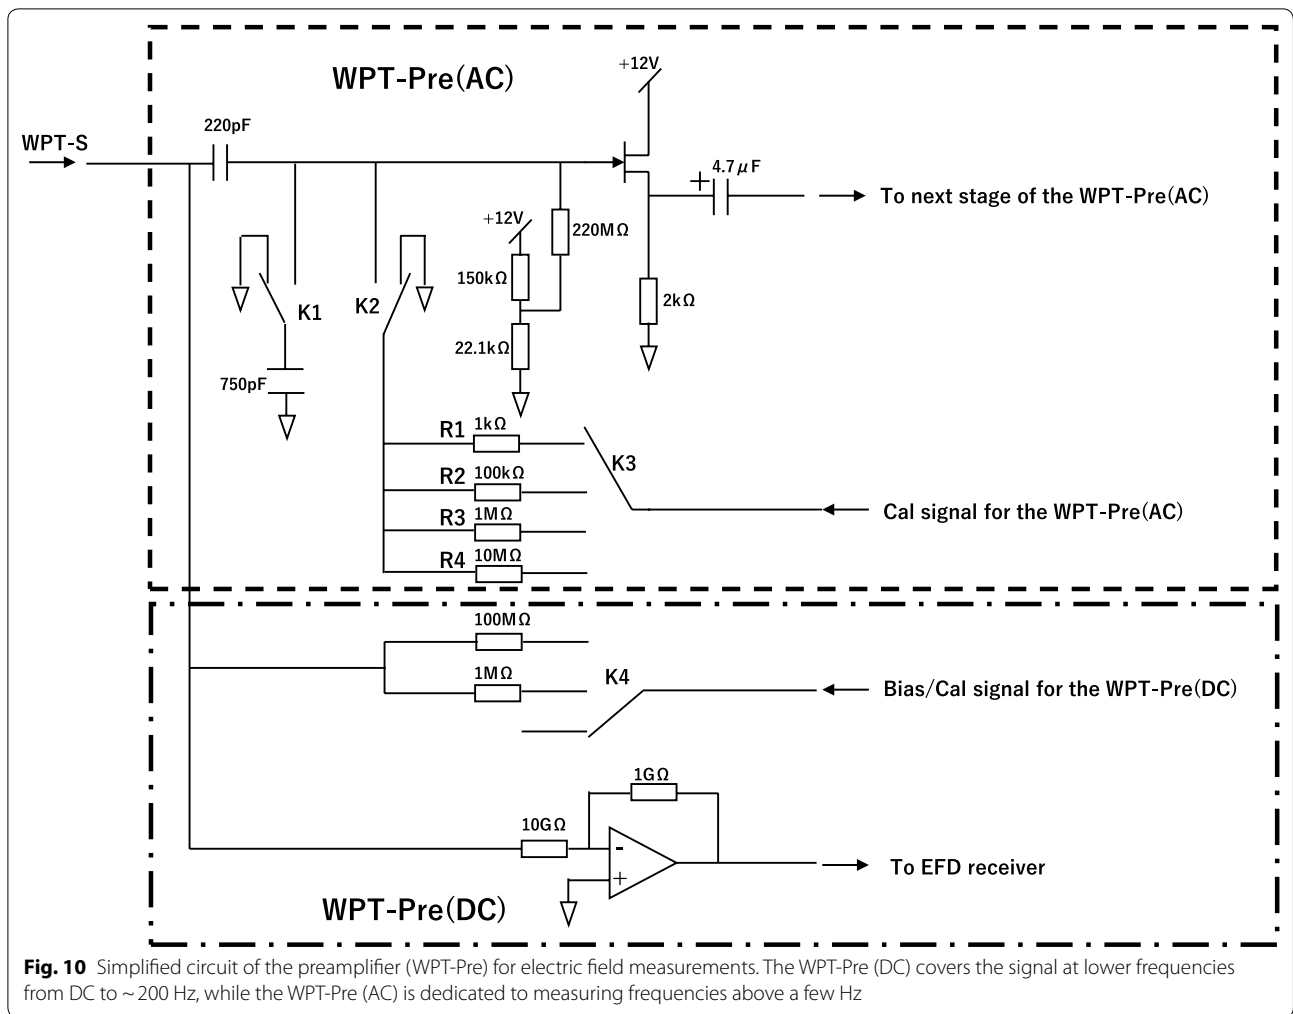 WPT-Pre(AC)
+12V
220pF
WPT-S
4.7μF
+
To next stage of the WPT-Pre(AC)
+12V
220MΩ
150kΩ
K2
K1
2kΩ
22.1kΩ
750pF
R1 1kΩ
K3
R2 100kΩ
R3 1MΩ
Cal signal for the WPT-Pre(AC)
R4 10MΩ
100MΩ
1MΩ
K4
Bias/Cal signal for the WPT-Pre(DC)
1GΩ
10GΩ
-
+
To EFD receiver
WPT-Pre(DC)
Fig. 10 Simplified circuit of the preamplifier (WPT-Pre) for electric field measurements. The WPT-Pre (DC) covers the signal at lower frequencies
from DC to ~ 200 Hz, while the WPT-Pre (AC) is dedicated to measuring frequencies above a few Hz